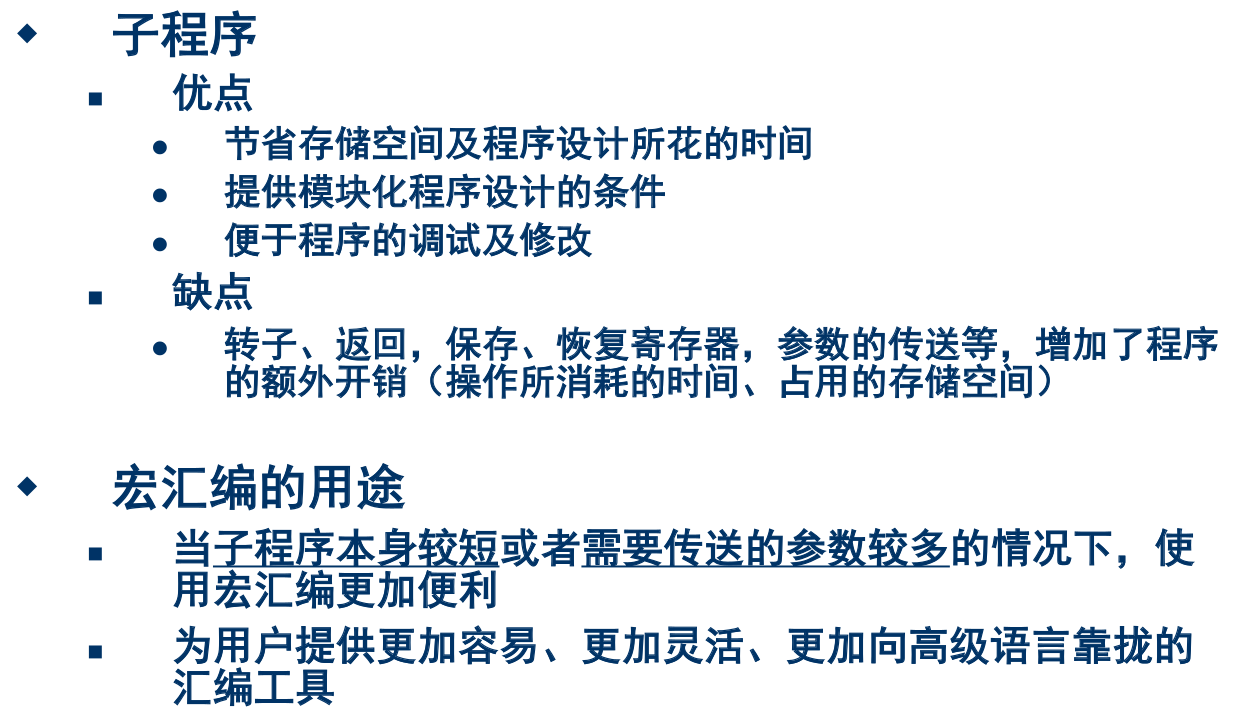 子程序
优点
节省存储空间及程序设计所花的时间
提供模块化程序设计的条件
便于程序的调试及修改
缺点
转子、返回，保存、恢复寄存器，参数的传送等，增加了程序
的额外开销（操作所消耗的时间、占用的存储空间）
宏汇编的用途
当子程序本身较短或者需要传送的参数较多的情况下，使
用宏汇编更加便利
为用户提供更加容易、更加灵活、更加向高级语言靠拢的
汇编工具